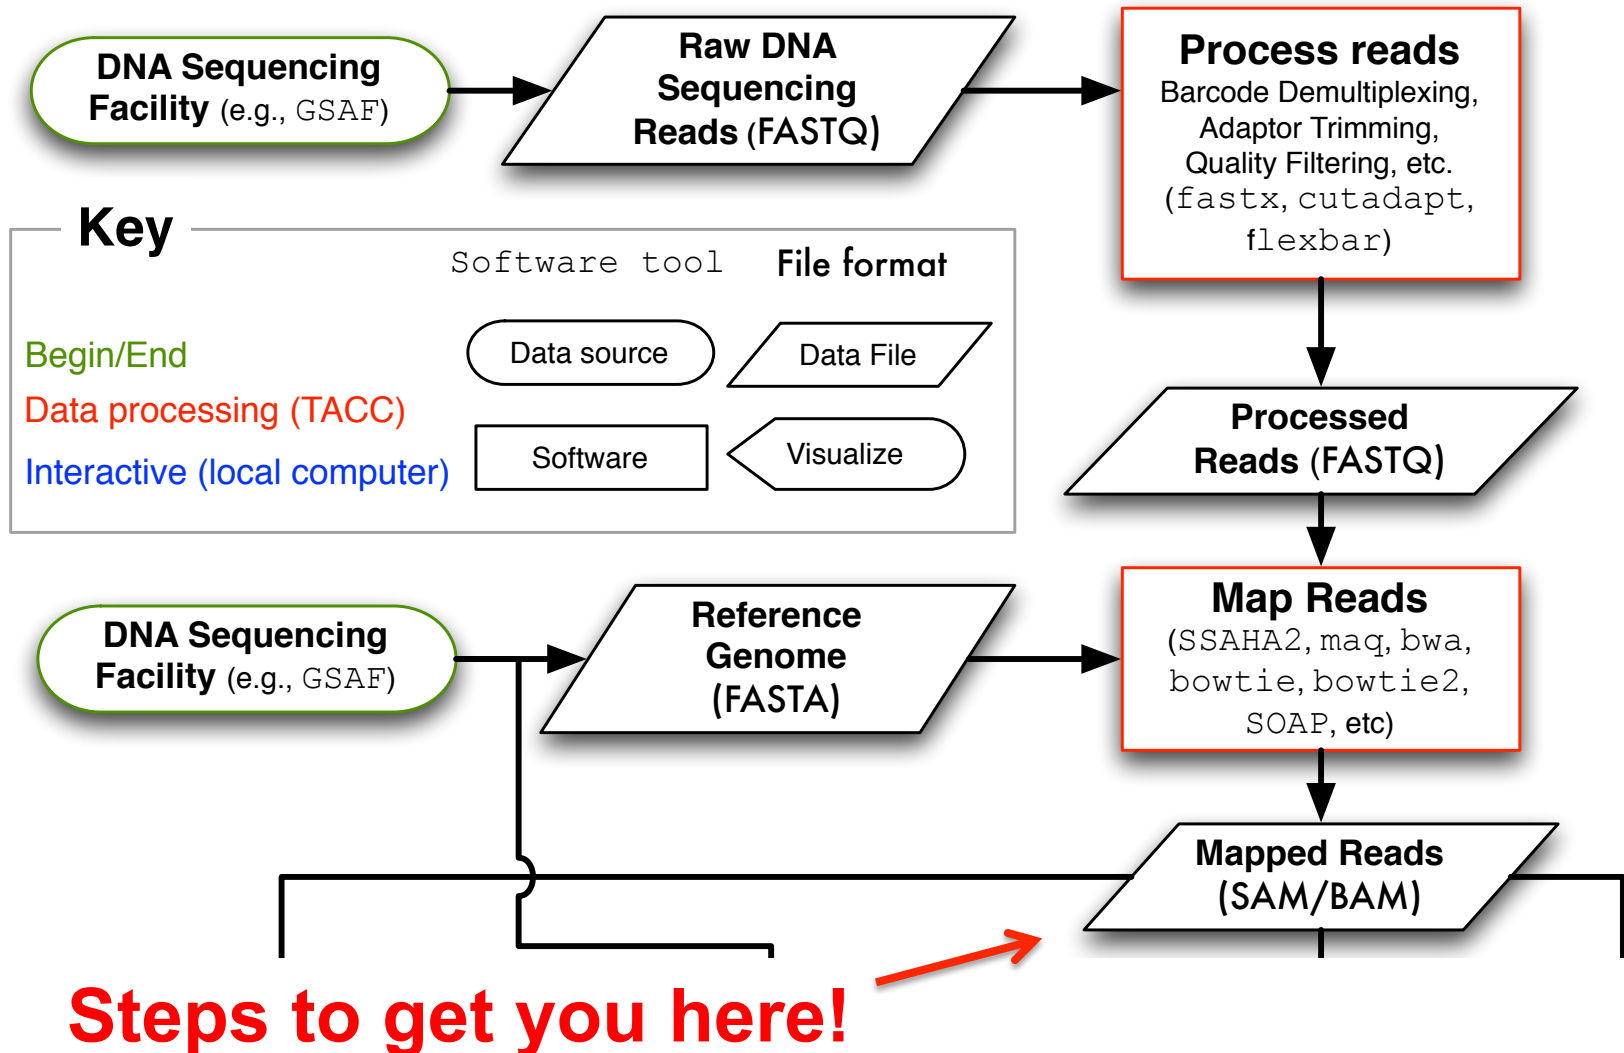 DNA Sequencing
Facility (e.g., GSAF)
Raw DNA
Sequencing
Reads (FASTQ)
Process reads
Barcode Demultiplexing,
Adaptor Trimming,
Quality Filtering, etc.
(fastx, cutadapt,
flexbar)
Key
Software tool
File format
Begin/End
Data source
Data File
Data processing (TACC)
Interactive (local computer)
Software
Visualize
Processed
Reads (FASTQ)
DNA Sequencing
Facility (e.g., GSAF)
Reference
Genome
(FASTA)
Map Reads
(SSAHA2, maq, bwa,
bowtie, bowtie2,
SOAP, etc)
Mapped Reads
(SAM/BAM)
Steps to get you here!